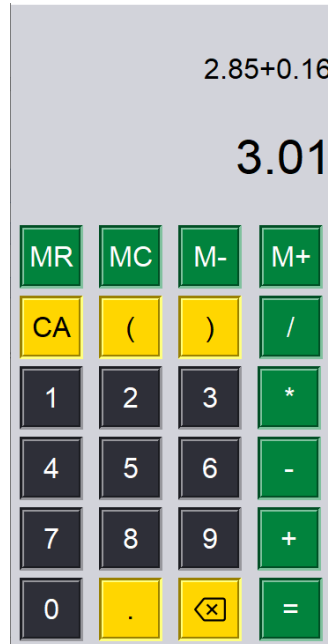 2.85+0.16
3.01
MR MC M- M+
CA ( ) /
1 2 3 *
4 5 6 -
7 8 9 +
0 . ⌫ =